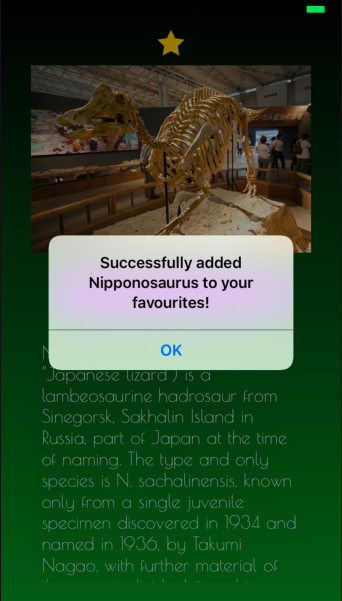 Successfully added
Nipponosaurus to your
favourites!
OK
"Japanese lizard") is a
lambeosaurine hadrosaur from
Sinegorsk, Sakhalin Island in
Russia, part of Japan at the time
of naming. The type and only
species is N. sachalinensis, known
only from a single juvenile
specimen discovered in 1934 and
named in 1936, by Takumi
Nagao, with further material of